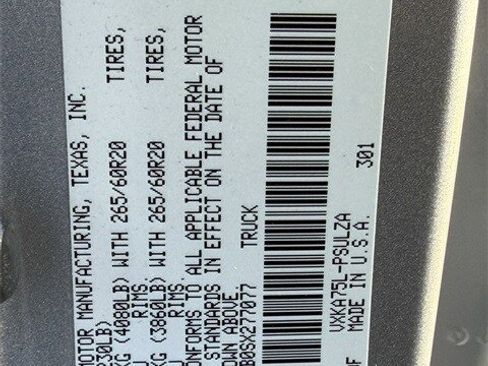 MOTOR MANUFACTURING, TEXAS, INC.
230LB)
KG (4080LB) WITH 265/60R20 TIRES,
RIMS,
KG (3860LB) WITH 265/60R20 TIRES,
RIMS,
ONFORMS TO ALL APPLICABLE FEDERAL MOTOR
STANDARDS IN EFFECT ON THE DATE OF
OWN ABOVE.
B0SX277077 TRUCK
VXKA75L-PSULZA
OF MADE IN U.S.A. 301